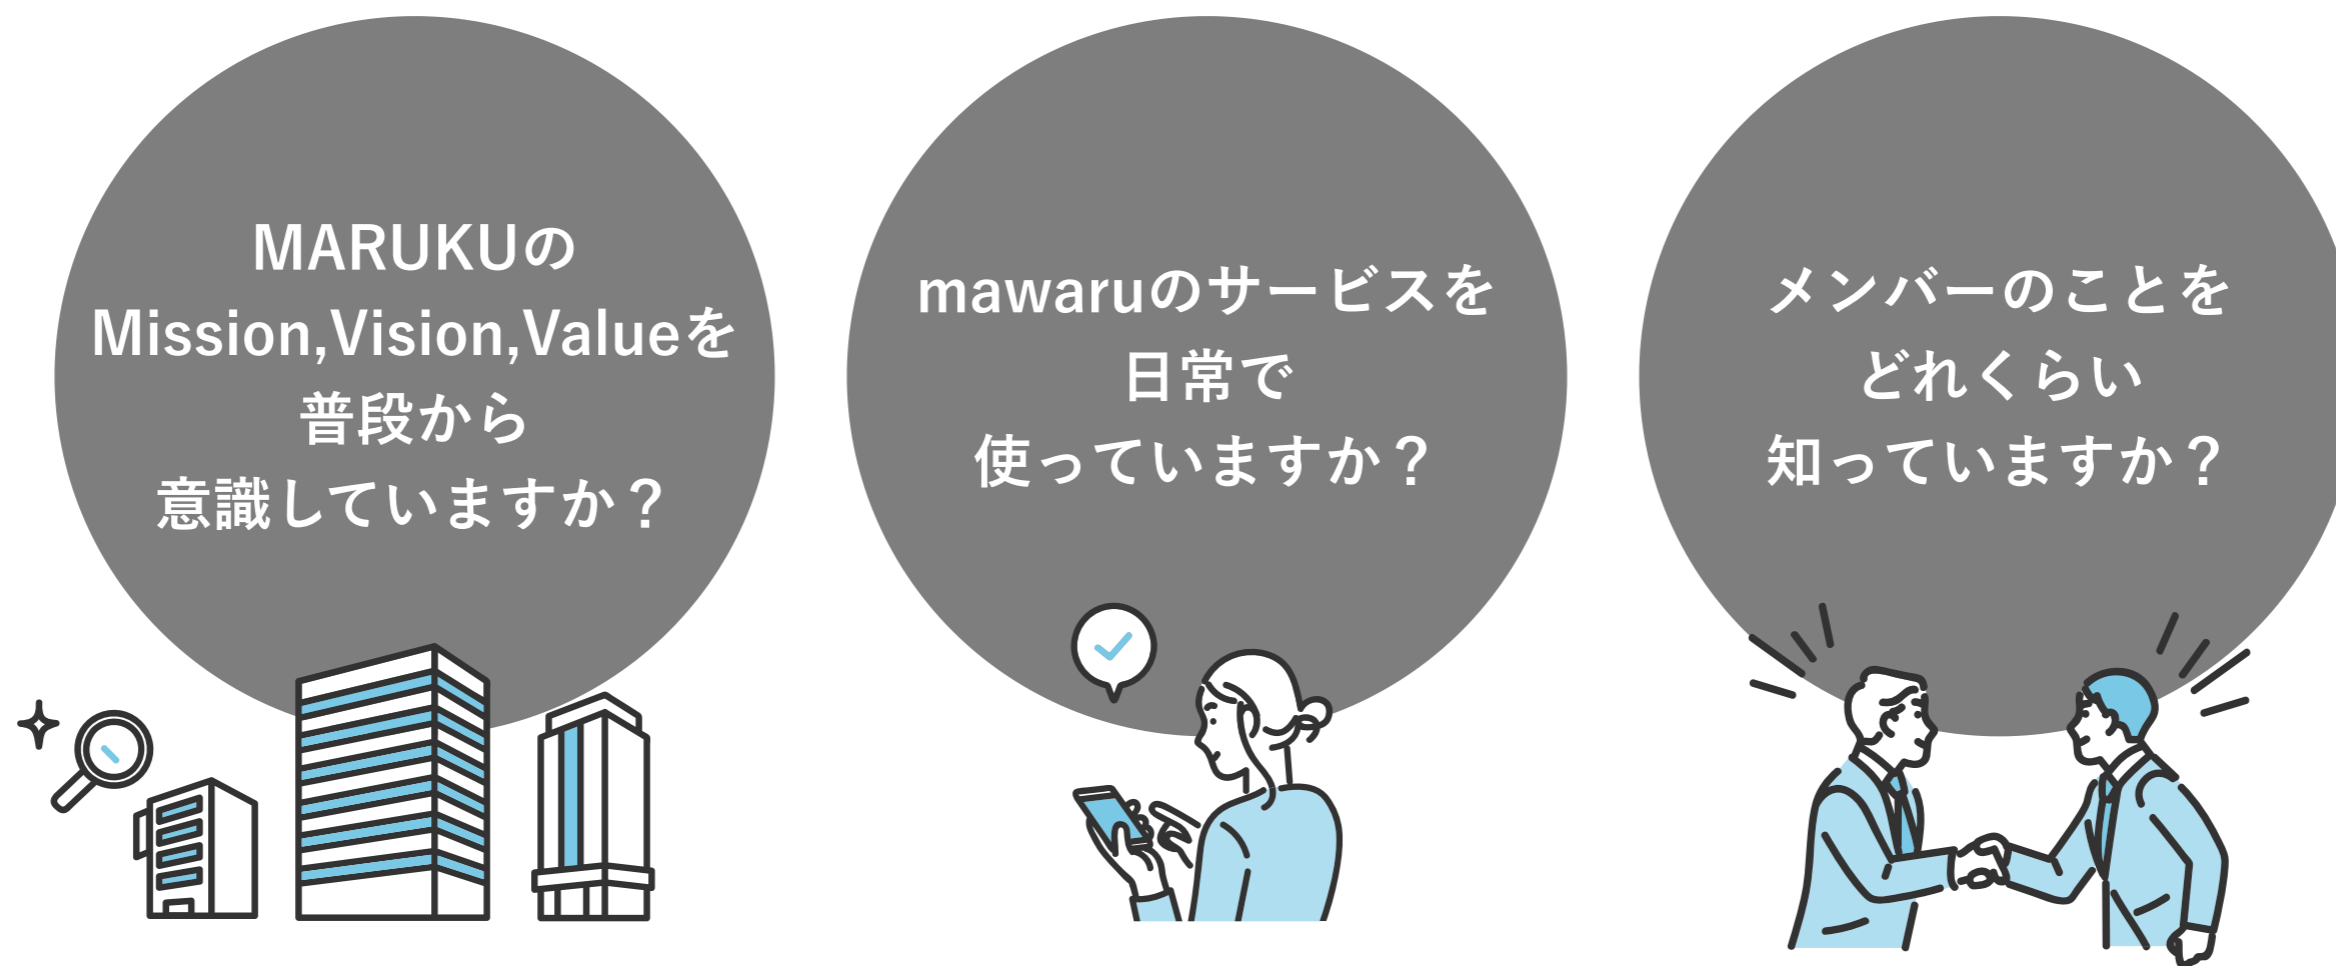 MARUKUの
Mission,Vision,Valueを
普段から
意識していますか？
mawaruのサービスを
日常で
使っていますか？
メンバーのことを
どれくらい
知っていますか？